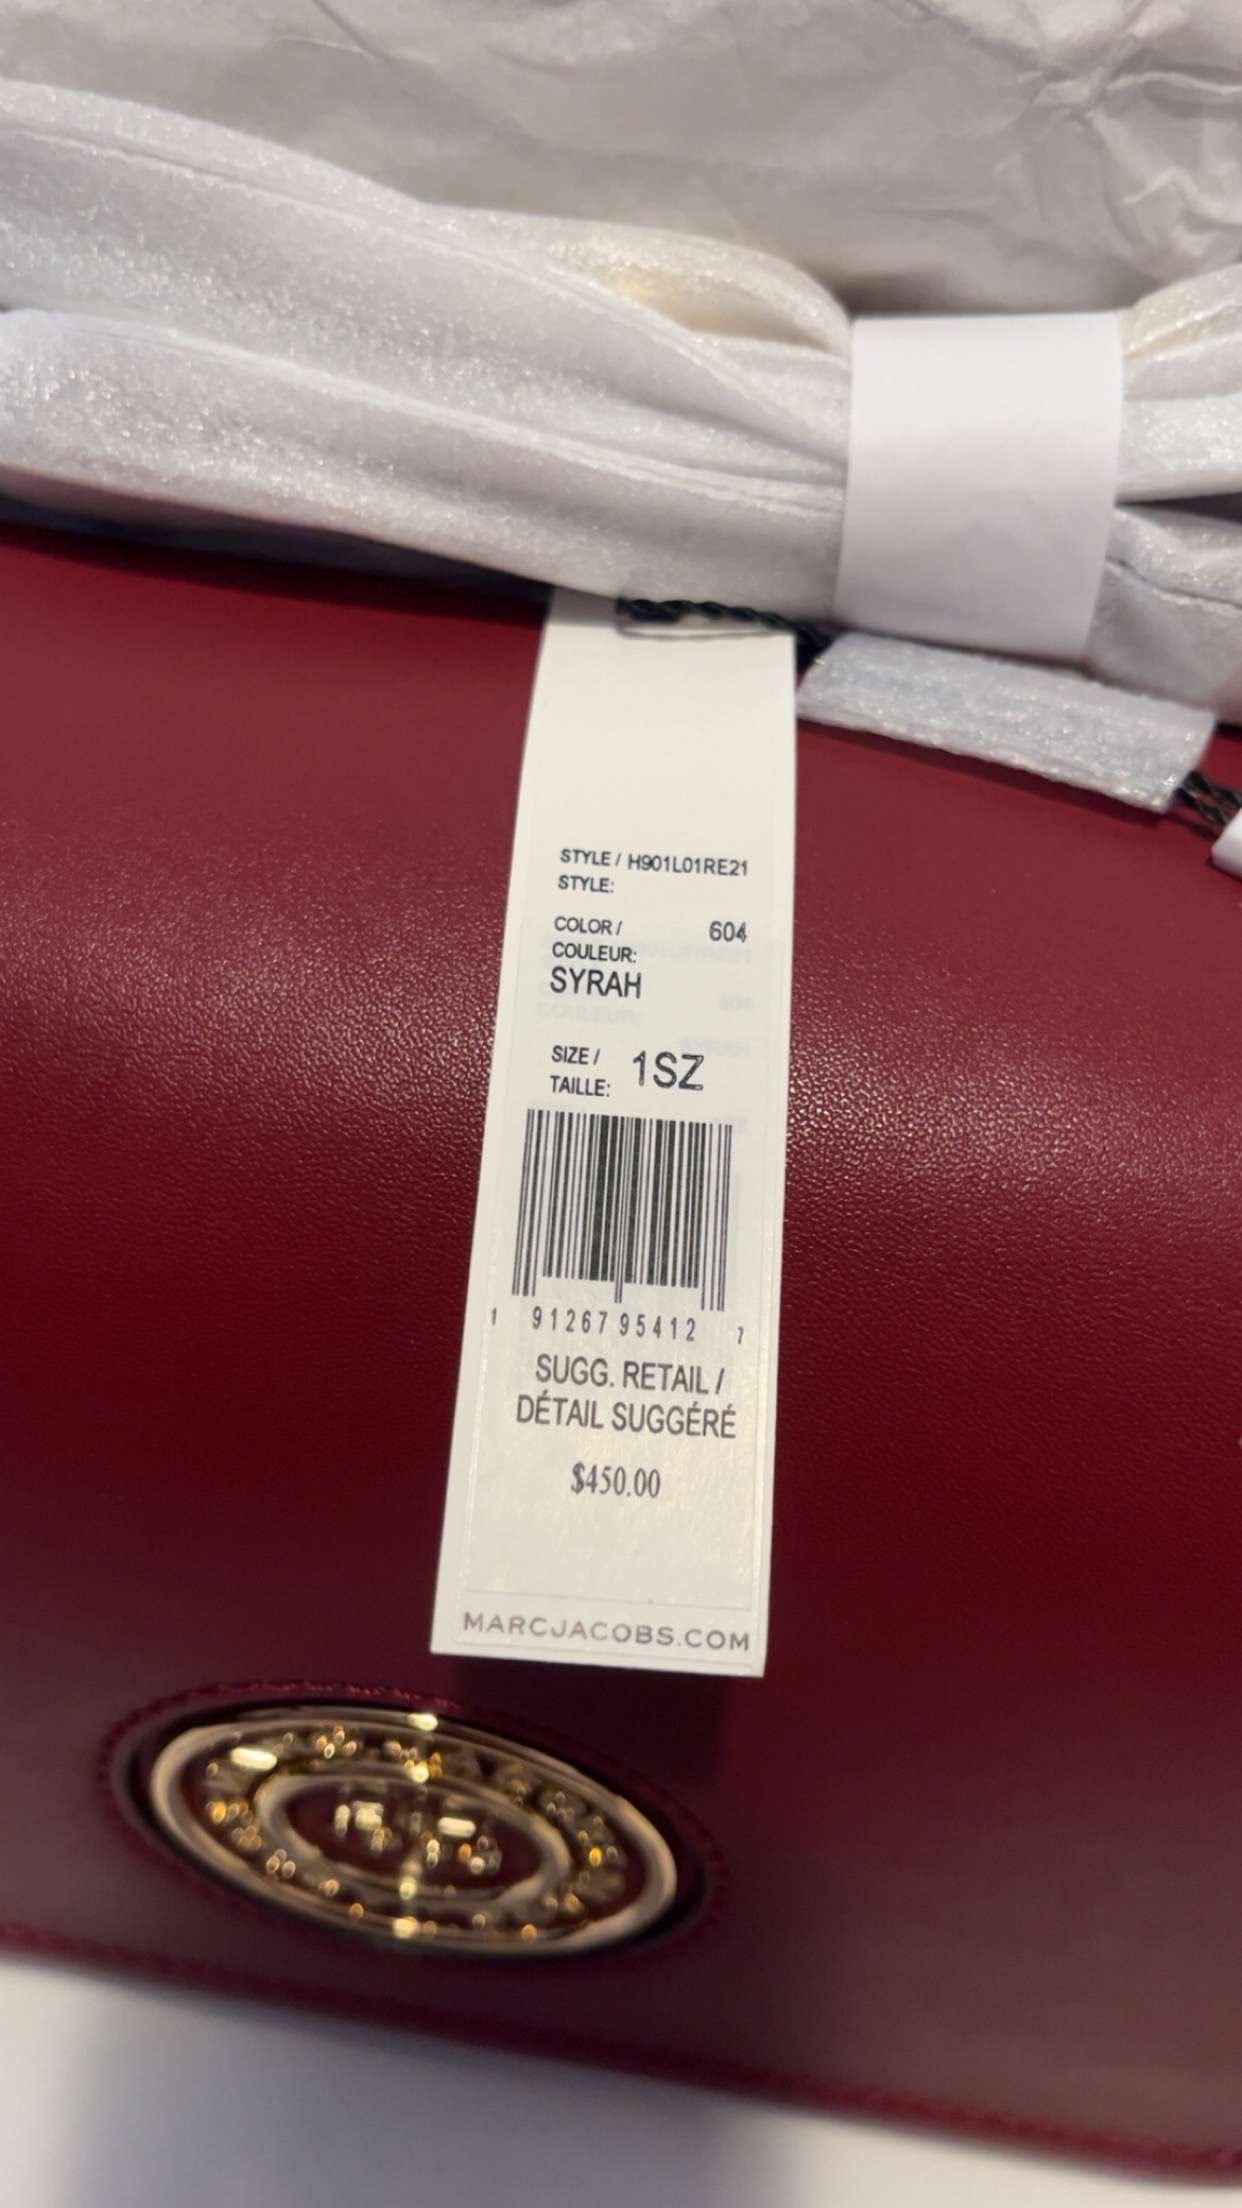 STYLE / H901L01RE21
STYLE:
COLOR / 604
COULEUR:
SYRAH
SIZE / 1SZ
TAILLE:
1 91267 95412 7
SUGG. RETAIL /
DÉTAIL SUGGÉRÉ
$450.00
MARCJACOBS.COM